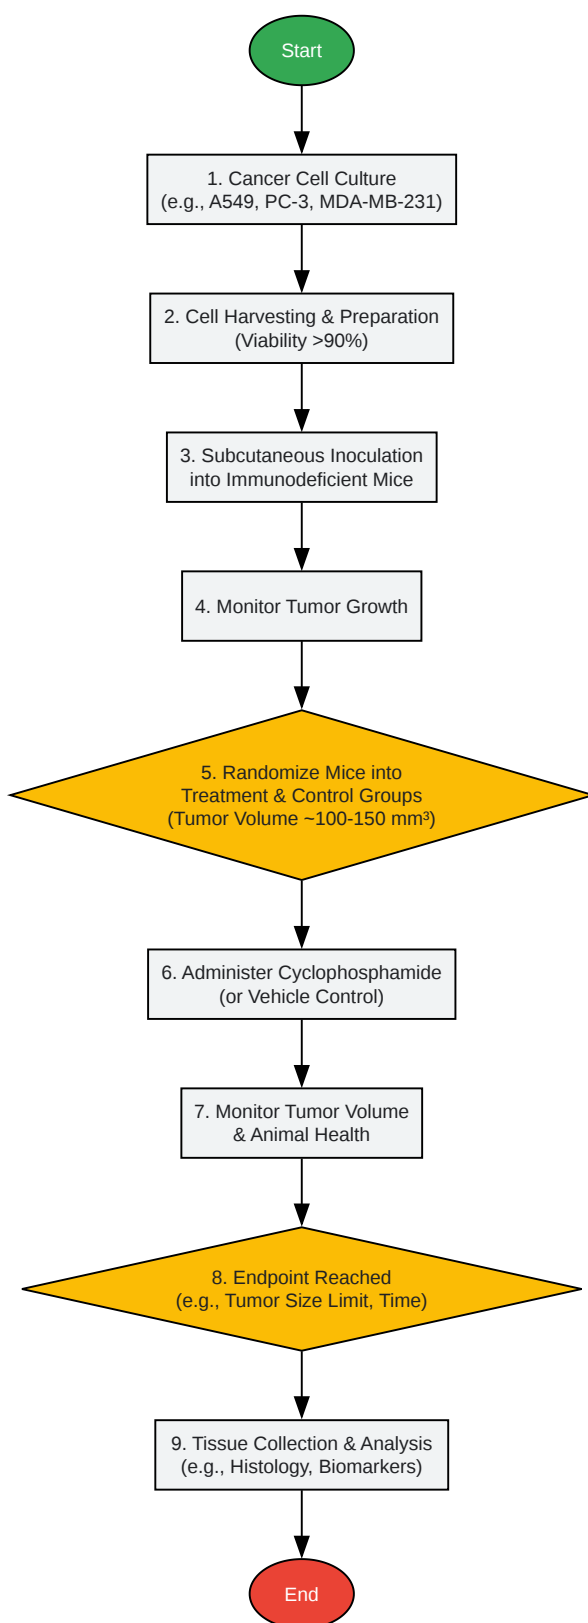 Start
1. Cancer Cell Culture
(e.g., A549, PC-3, MDA-MB-231)
2. Cell Harvesting & Preparation
(Viability >90%)
3. Subcutaneous Inoculation
into Immunodeficient Mice
4. Monitor Tumor Growth
5. Randomize Mice into
Treatment & Control Groups
(Tumor Volume ~100-150 mm³)
6. Administer Cyclophosphamide
(or Vehicle Control)
7. Monitor Tumor Volume
& Animal Health
8. Endpoint Reached
(e.g., Tumor Size Limit, Time)
9. Tissue Collection & Analysis
(e.g., Histology, Biomarkers)
End